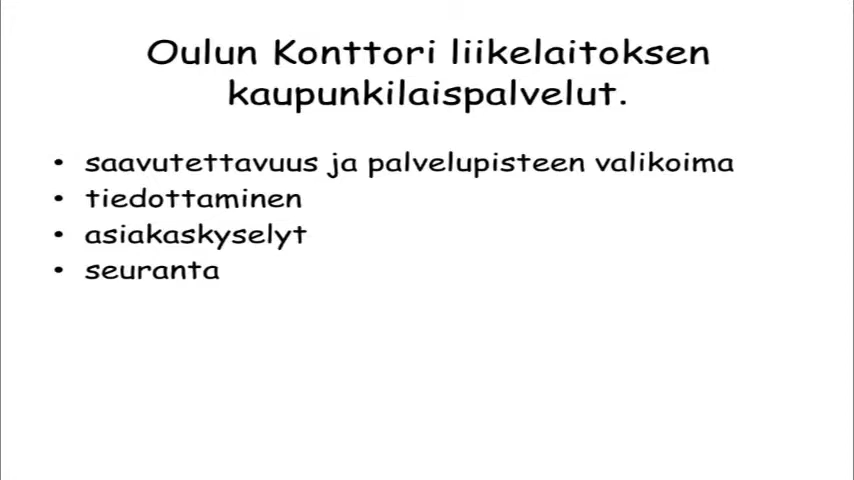 Oulun Konttori liikelaitoksen
kaupunkilaispalvelut.
• saavutettavuus ja palvelupisteen valikoima
• tiedottaminen
• asiakaskyselyt
• seuranta